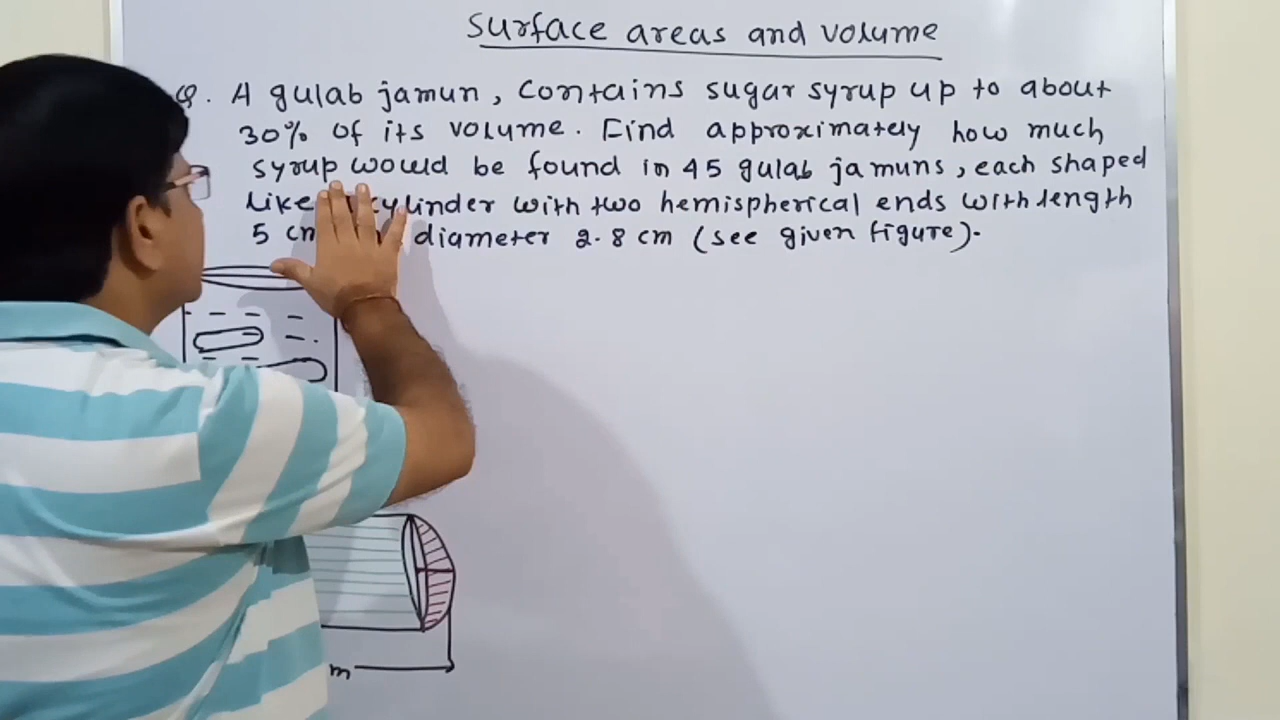 Surface areas and volume
Q. A gulab jamun, contains sugar syrup up to about
30% of its volume. Find approximately how much
syrup would be found in 45 gulab jamuns, each shaped
like cylinder with two hemispherical ends with length
5 diameter 2.8 cm (see given figure).
m